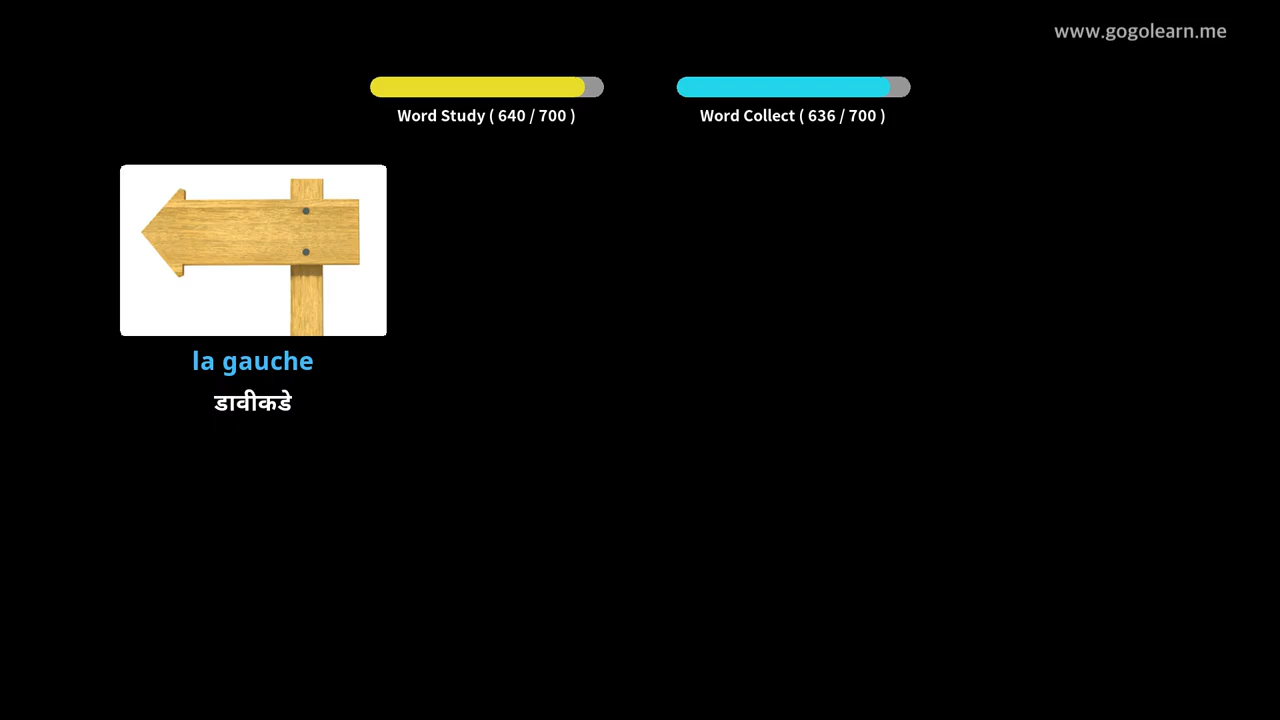 www.gogolearn.me
Word Study ( 640 / 700 )
Word Collect ( 636 / 700 )
la gauche
डावीकडे